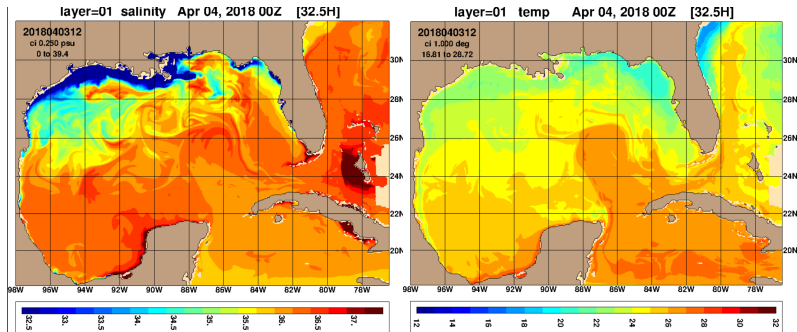 layer=01 salinity Apr 04, 2018 00Z [32.5H]
2018040312
ci 0.250 psu
0 to 39.4
30N
28N
26N
24N
22N
20N
98W 96W 94W 92W 90W 88W 86W 84W 82W 80W 78W
32.5 33. 33.5 34. 34.5 35. 35.5 36. 36.5 37.
layer=01 temp Apr 04, 2018 00Z [32.5H]
2018040312
ci 1.000 deg
16.81 to 28.72
30N
28N
26N
24N
22N
20N
98W 96W 94W 92W 90W 88W 86W 84W 82W 80W 78W
12 14 16 18 20 22 24 26 28 30 32